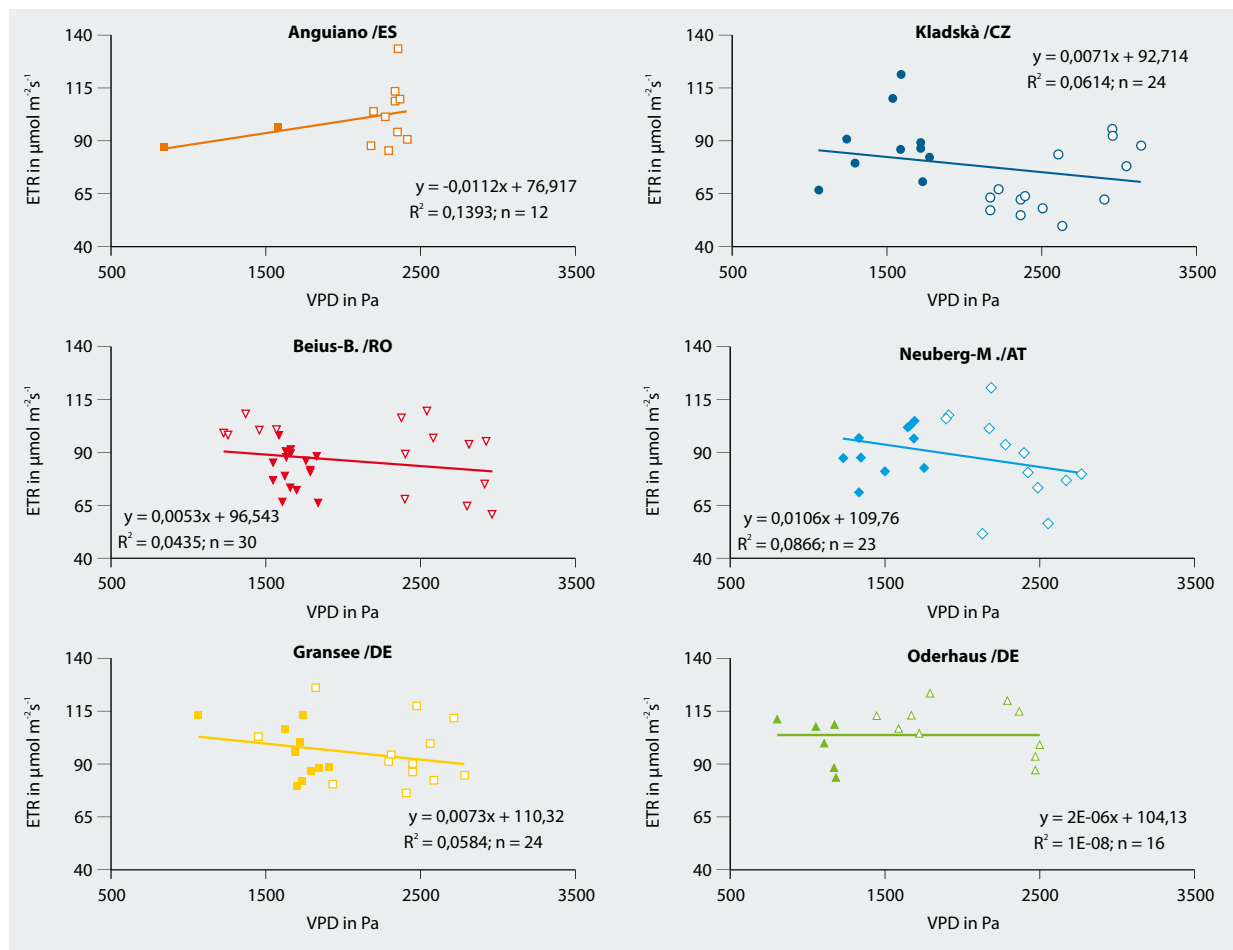 Anguiano /ES
140
115
90
65
40
ETR in µmol m⁻²s⁻¹
y = -0,0112x + 76,917
R² = 0,1393; n = 12
500 1500 2500 3500
VPD in Pa
Kladskà /CZ
140
115
90
65
40
ETR in µmol m⁻²s⁻¹
y = 0,0071x + 92,714
R² = 0,0614; n = 24
500 1500 2500 3500
VPD in Pa
Beius-B. /RO
140
115
90
65
40
ETR in µmol m⁻²s⁻¹
y = 0,0053x + 96,543
R² = 0,0435; n = 30
500 1500 2500 3500
VPD in Pa
Neuberg-M ./AT
140
115
90
65
40
ETR in µmol m⁻²s⁻¹
y = 0,0106x + 109,76
R² = 0,0866; n = 23
500 1500 2500 3500
VPD in Pa
Gransee /DE
140
115
90
65
40
ETR in µmol m⁻²s⁻¹
y = 0,0073x + 110,32
R² = 0,0584; n = 24
500 1500 2500 3500
VPD in Pa
Oderhaus /DE
140
115
90
65
40
ETR in µmol m⁻²s⁻¹
y = 2E-06x + 104,13
R² = 1E-08; n = 16
500 1500 2500 3500
VPD in Pa